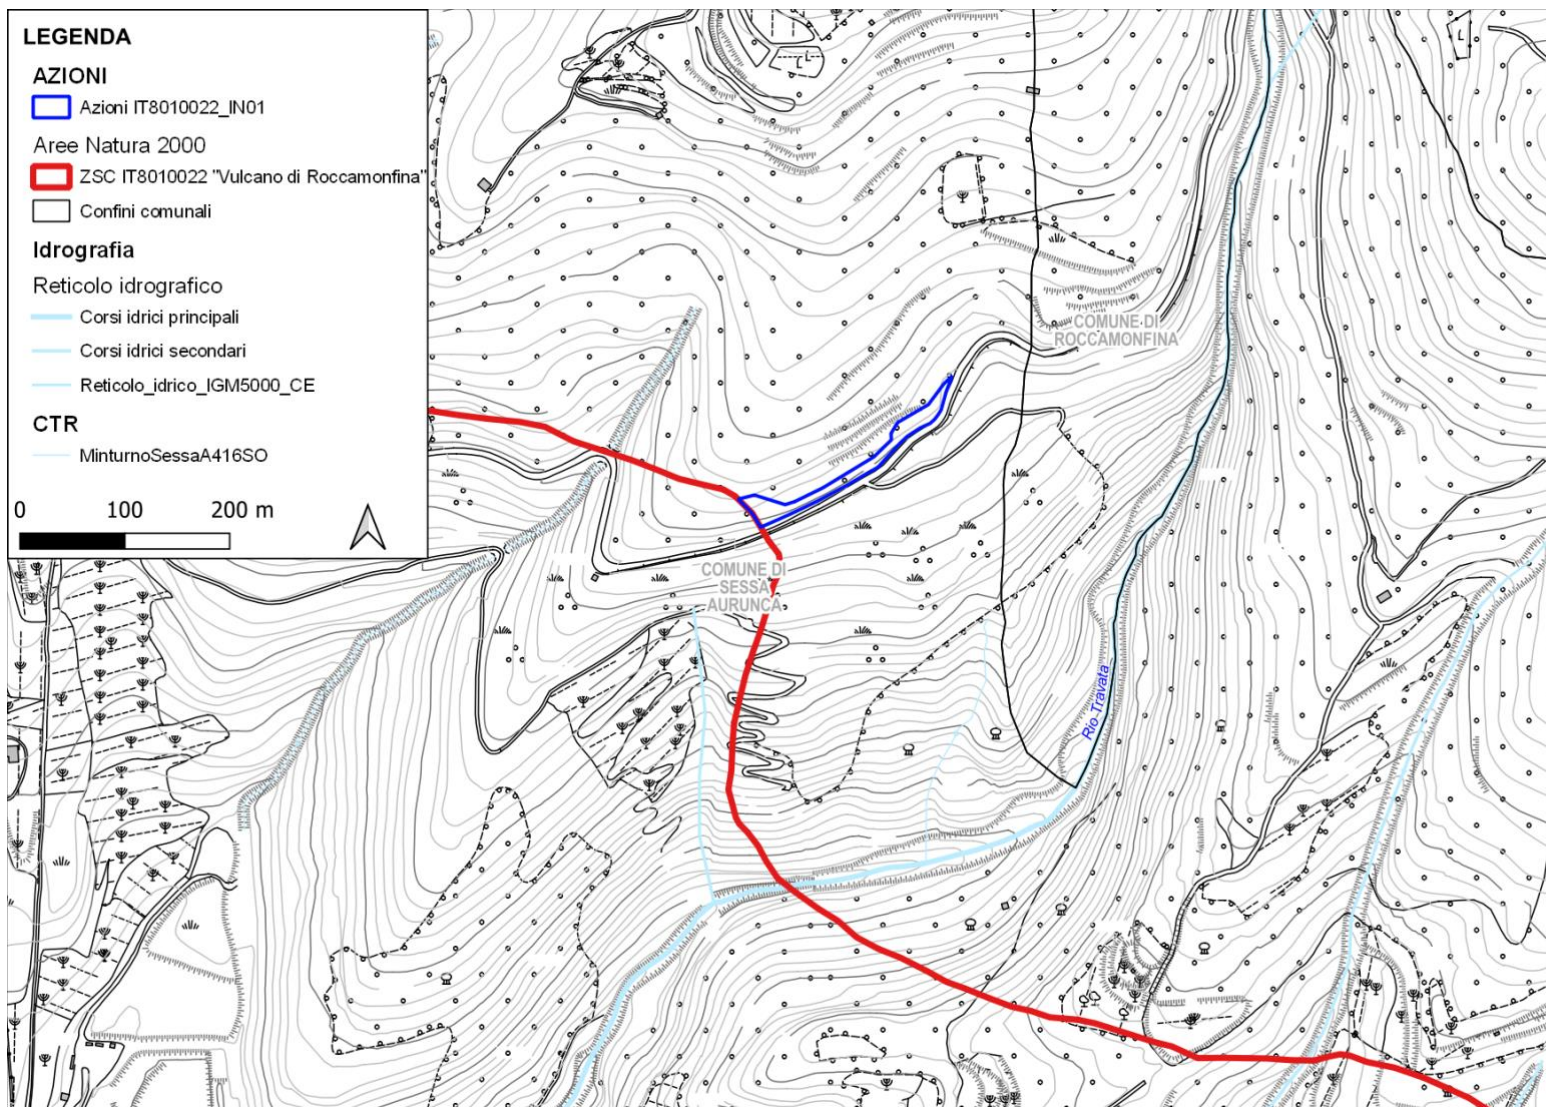 LEGENDA
AZIONI
Azioni IT8010022_IN01
Aree Natura 2000
ZSC IT8010022 "Vulcano di Roccamonfina"
Confini comunali
Idrografia
Reticolo idrografico
Corsi idrici principali
Corsi idrici secondari
Reticolo_idrico_IGM5000_CE
CTR
MinturnoSessaA416SO
0 100 200 m
L
L
L
COMUNE DI
ROCCAMONFINA
COMUNE DI
SESSA
AURUNCA
Rio Travata